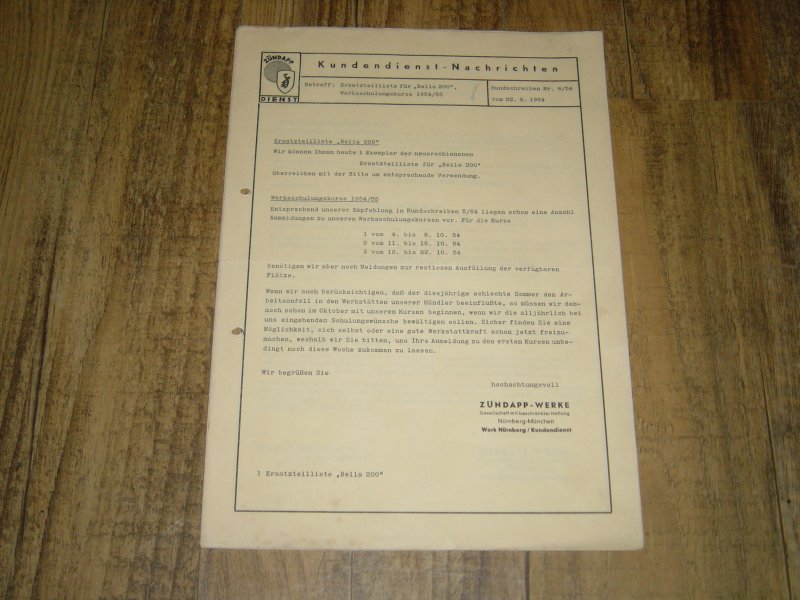 ZÜNDAPP
DIENST
Kundendienst-Nachrichten
Betreff: Ersatzteilliste für „Bella 200",
Werksschulungskurse 1954/55
Rundschreiben Nr. 6/54
vom 22. 9. 1954
Ersatzteilliste „Bella 200"
Wir können Ihnen heute 1 Exemplar der neuerschienenen
Ersatzteilliste für „Bella 200"
überreichen mit der Bitte um entsprechende Verwendung.
Werksschulungskurse 1954/55
Entsprechend unserer Empfehlung in Rundschreiben 5/54 liegen schon eine Anzahl
Anmeldungen zu unseren Werksschulungskursen vor. Für die Kurse
1 vom 4. bis 8. 10. 54
2 vom 11. bis 15. 10. 54
3 vom 18. bis 22. 10. 54
benötigen wir aber noch Meldungen zur restlosen Ausfüllung der verfügbaren
Plätze.
Wenn wir auch berücksichtigen, daß der diesjährige schlechte Sommer den Ar-
beitsanfall in den Werkstätten unserer Händler beeinflußte, so müssen wir den-
noch schon im Oktober mit unseren Kursen beginnen, wenn wir die alljährlich bei
uns eingehenden Schulungswünsche bewältigen sollen. Sicher finden Sie eine
Möglichkeit, sich selbst oder eine gute Werkstattkraft schon jetzt freizu-
machen, weshalb wir Sie bitten, uns Ihre Anmeldung zu den ersten Kursen unbe-
dingt noch diese Woche zukommen zu lassen.
Wir begrüßen Sie
hochachtungsvoll
ZÜNDAPP-WERKE
Gesellschaft mit beschränkter Haftung
Nürnberg-München
Werk Nürnberg / Kundendienst
1 Ersatzteilliste „Bella 200"